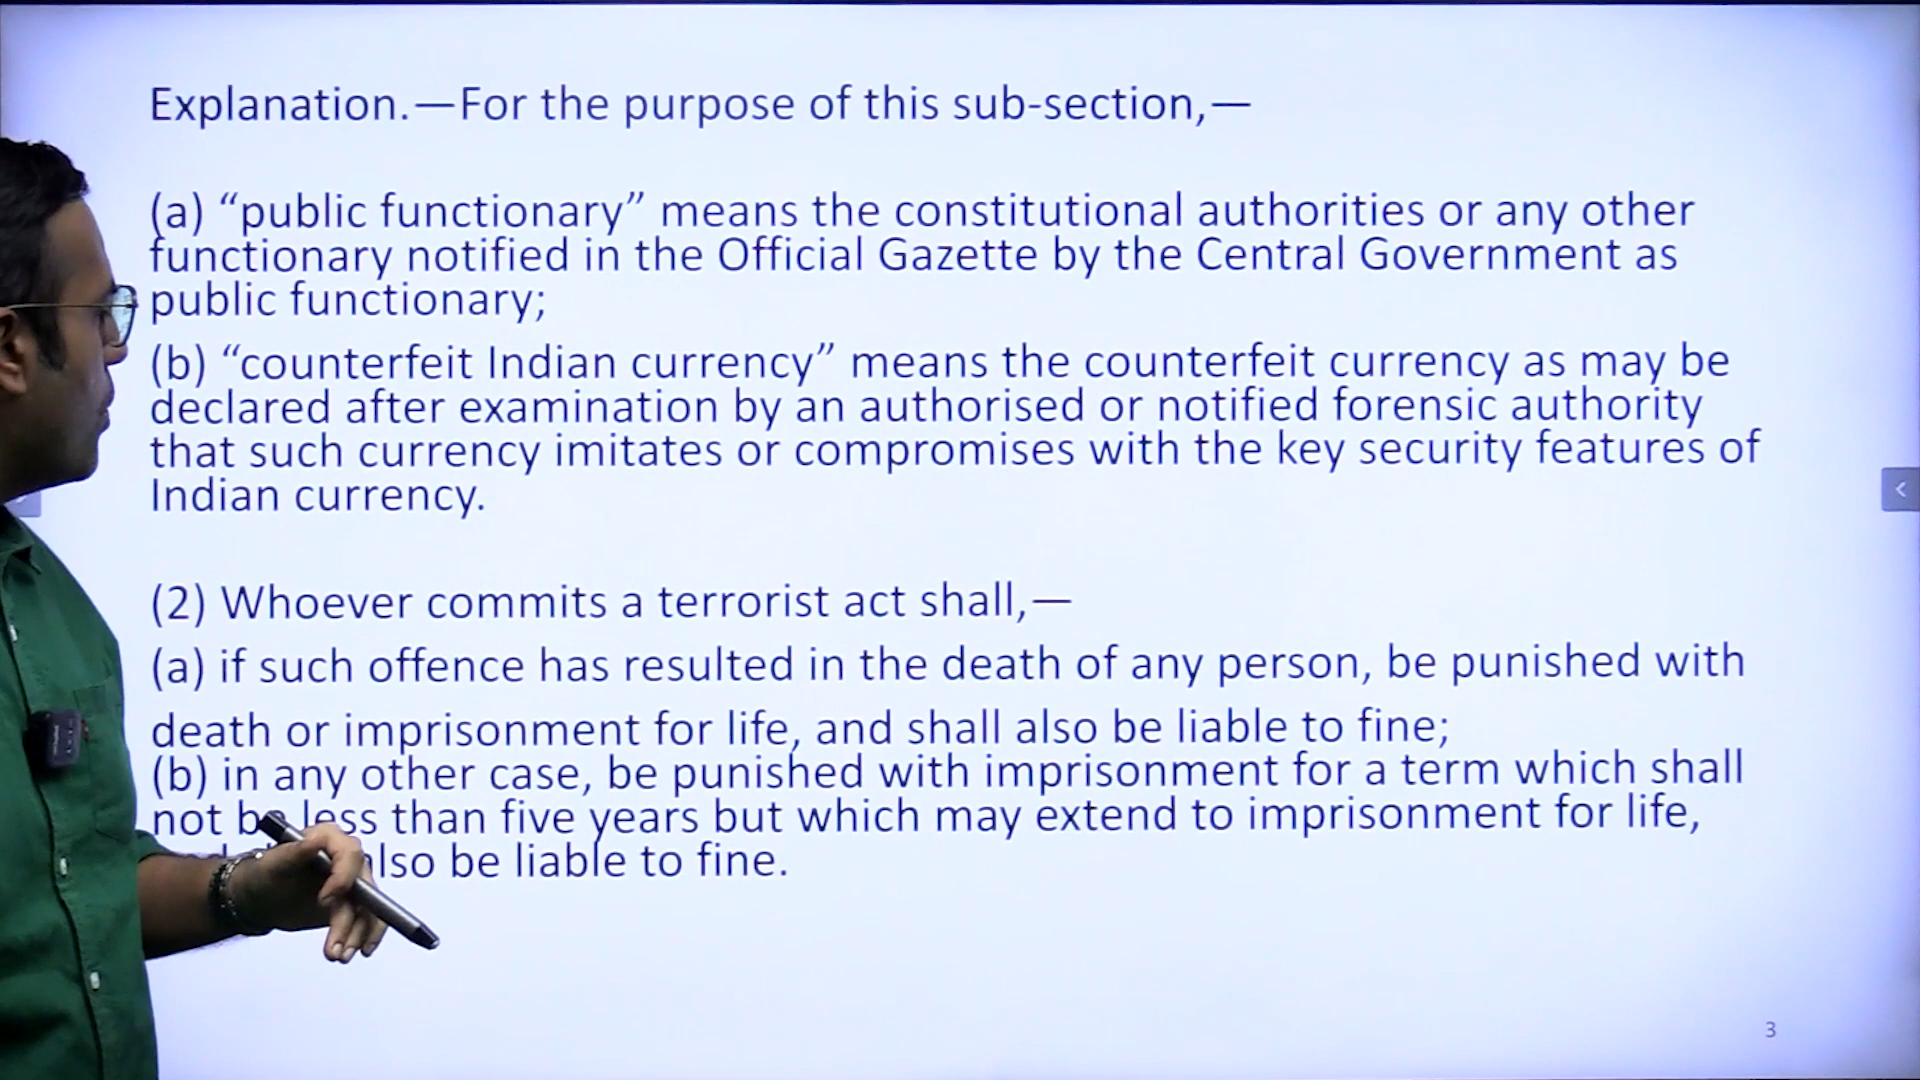 Explanation.—For the purpose of this sub-section,—
(a) “public functionary” means the constitutional authorities or any other
functionary notified in the Official Gazette by the Central Government as
public functionary;
(b) “counterfeit Indian currency” means the counterfeit currency as may be
declared after examination by an authorised or notified forensic authority
that such currency imitates or compromises with the key security features of
Indian currency.
(2) Whoever commits a terrorist act shall,—
(a) if such offence has resulted in the death of any person, be punished with
death or imprisonment for life, and shall also be liable to fine;
(b) in any other case, be punished with imprisonment for a term which shall
not be less than five years but which may extend to imprisonment for life,
also be liable to fine.
3